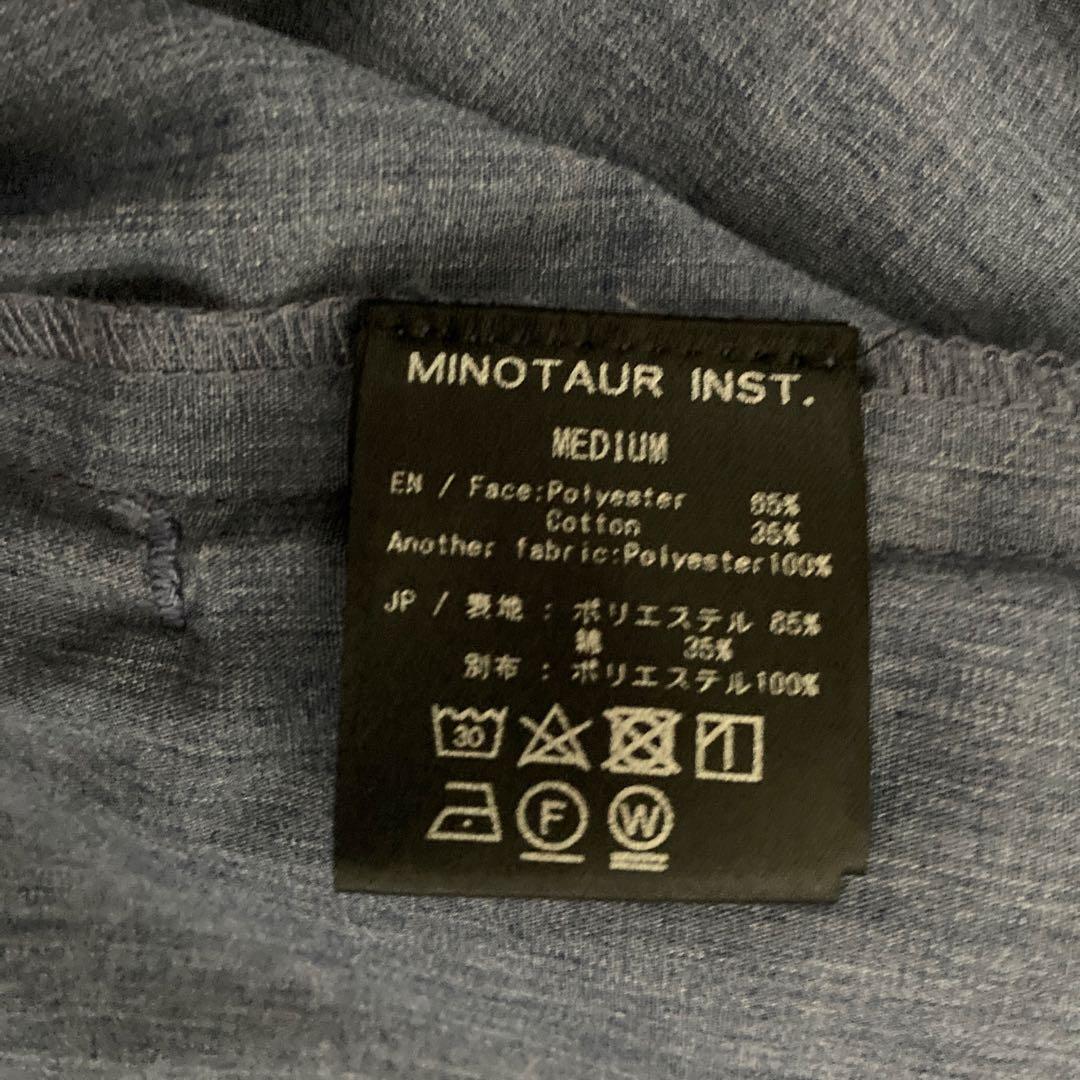 MINOTAUR INST.
MEDIUM
EN / Face:Polyester 65%
Cotton 35%
Another fabric:Polyester100%
JP / 表地 : ポリエステル 65%
綿 35%
別布 : ポリエステル100%
30
F W